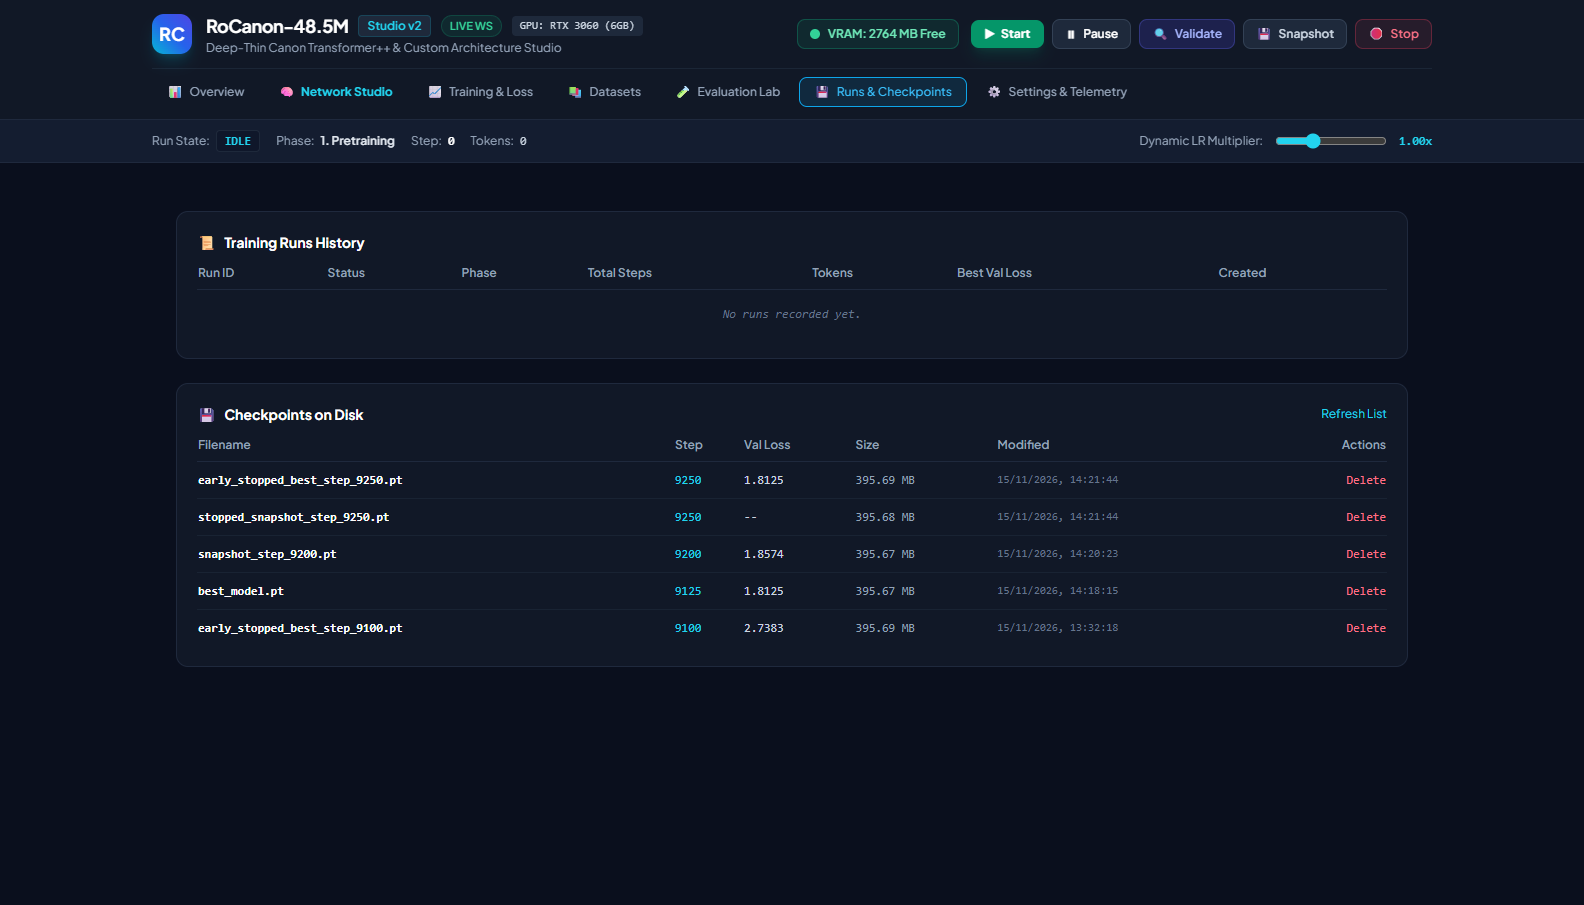 RC
RoCanon-48.5M Studio v2 LIVE WS GPU: RTX 3060 (6GB)
Deep-Thin Canon Transformer++ & Custom Architecture Studio
VRAM: 2764 MB Free Start Pause Validate Snapshot Stop
Overview Network Studio Training & Loss Datasets Evaluation Lab Runs & Checkpoints Settings & Telemetry
Run State: IDLE Phase: 1. Pretraining Step: 0 Tokens: 0 Dynamic LR Multiplier: 1.00x
Training Runs History
Run ID Status Phase Total Steps Tokens Best Val Loss Created
No runs recorded yet.
Checkpoints on Disk Refresh List
Filename Step Val Loss Size Modified Actions
early_stopped_best_step_9250.pt 9250 1.8125 395.69 MB 15/11/2026, 14:21:44 Delete
stopped_snapshot_step_9250.pt 9250 -- 395.68 MB 15/11/2026, 14:21:44 Delete
snapshot_step_9200.pt 9200 1.8574 395.67 MB 15/11/2026, 14:20:23 Delete
best_model.pt 9125 1.8125 395.67 MB 15/11/2026, 14:18:15 Delete
early_stopped_best_step_9100.pt 9100 2.7383 395.69 MB 15/11/2026, 13:32:18 Delete